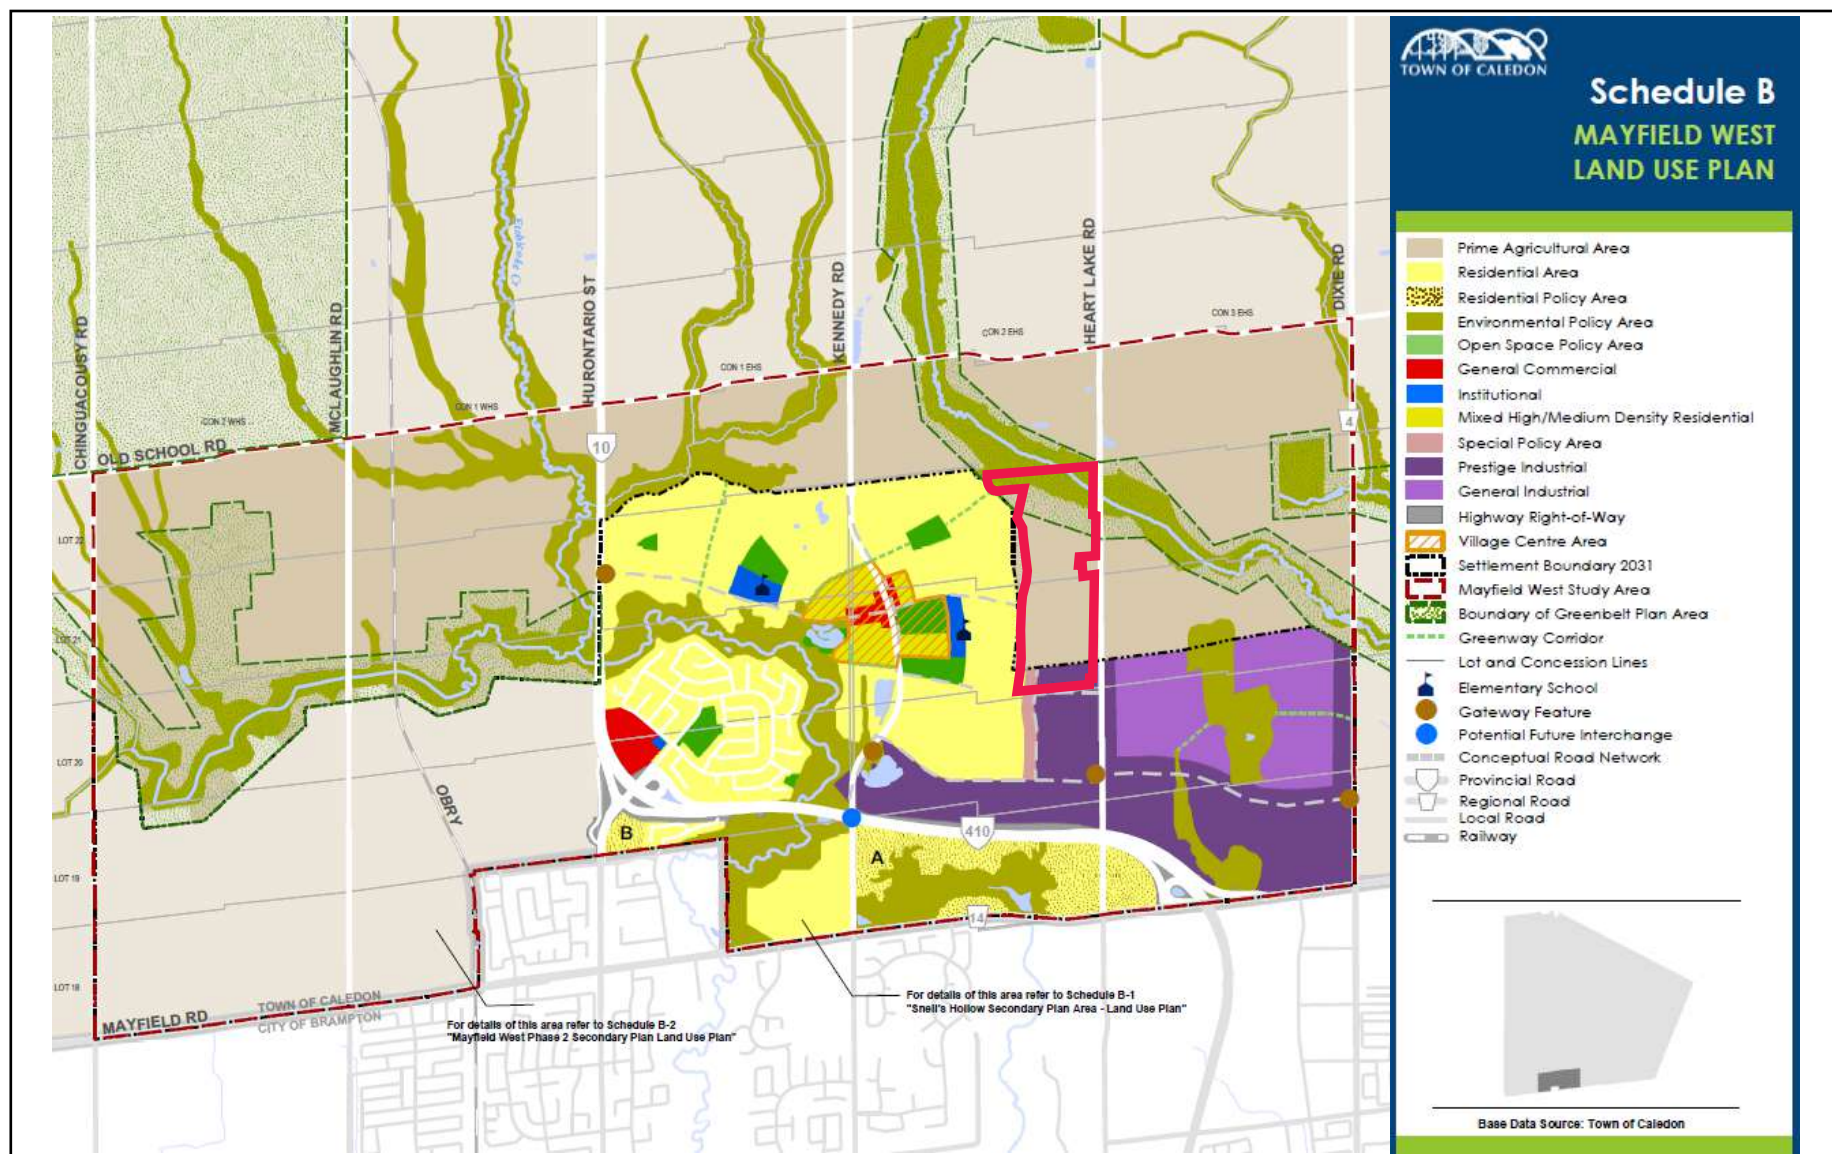 TOWN OF CALEDON
Schedule B
MAYFIELD WEST
LAND USE PLAN
Prime Agricultural Area
Residential Area
Residential Policy Area
Environmental Policy Area
Open Space Policy Area
General Commercial
Institutional
Mixed High/Medium Density Residential
Special Policy Area
Prestige Industrial
General Industrial
Highway Right-of-Way
Village Centre Area
Settlement Boundary 2031
Mayfield West Study Area
Boundary of Greenbelt Plan Area
Greenway Corridor
Lot and Concession Lines
Elementary School
Gateway Feature
Potential Future Interchange
Conceptual Road Network
Provincial Road
Regional Road
Local Road
Railway
Base Data Source: Town of Caledon
CHINGUACOUSY RD
MCLAUGHLIN RD
HURONTARIO ST
KENNEDY RD
HEART LAKE RD
DIXIE RD
CON 3 EHS
CON 2 EHS
CON 1 EHS
CON 1 WHS
CON 2 WHS
OLD SCHOOL RD
10
4
LOT 22
LOT 21
LOT 20
LOT 19
LOT 18
OBRY
B
A
410
14
MAYFIELD RD
TOWN OF CALEDON
CITY OF BRAMPTON
For details of this area refer to Schedule B-1
"Snell's Hollow Secondary Plan Area - Land Use Plan"
For details of this area refer to Schedule B-2
"Mayfield West Phase 2 Secondary Plan Land Use Plan"